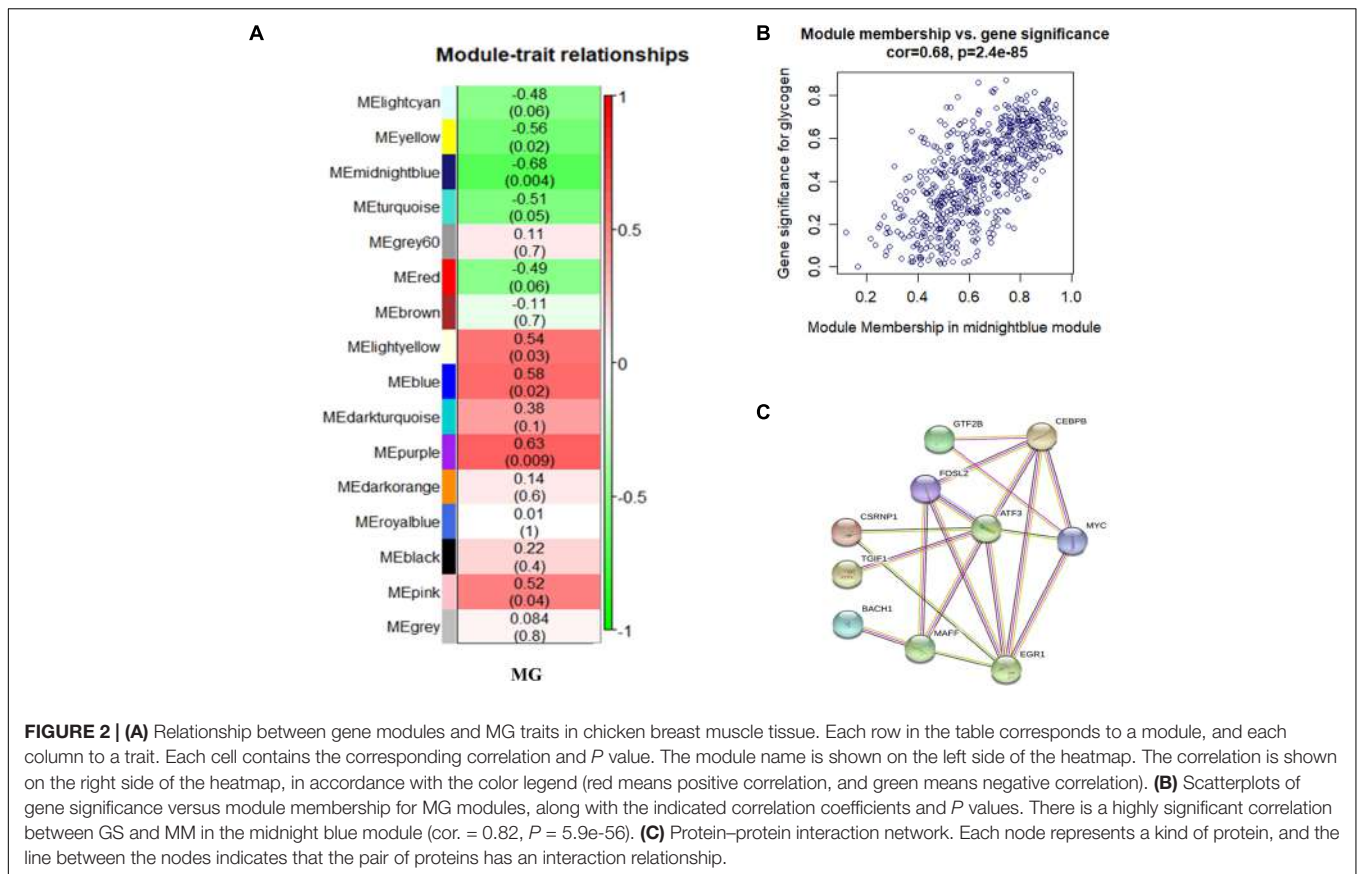 A
Module-trait relationships
MElightcyan
-0.48
(0.06)
MEyellow
-0.56
(0.02)
MEmidnightblue
-0.68
(0.004)
MEturquoise
-0.51
(0.05)
MEgrey60
0.11
(0.7)
MEred
-0.49
(0.06)
MEbrown
-0.11
(0.7)
MElightyellow
0.54
(0.03)
MEblue
0.58
(0.02)
MEdarkturquoise
0.38
(0.1)
MEpurple
0.63
(0.009)
MEdarkorange
0.14
(0.6)
MEroyalblue
0.01
(1)
MEblack
0.22
(0.4)
MEpink
0.52
(0.04)
MEgrey
0.084
(0.8)
1
0.5
0
-0.5
-1
MG
B
Module membership vs. gene significance
cor=0.68, p=2.4e-85
Gene significance for glycogen
0.0 0.2 0.4 0.6 0.8
0.2 0.4 0.6 0.8 1.0
Module Membership in midnightblue module
C
GTF2B
CEBPB
FOSL2
CSRNP1
ATF3
MYC
TGIF1
BACH1
MAFF
EGR1
FIGURE 2 | (A) Relationship between gene modules and MG traits in chicken breast muscle tissue. Each row in the table corresponds to a module, and each
column to a trait. Each cell contains the corresponding correlation and P value. The module name is shown on the left side of the heatmap. The correlation is shown
on the right side of the heatmap, in accordance with the color legend (red means positive correlation, and green means negative correlation). (B) Scatterplots of
gene significance versus module membership for MG modules, along with the indicated correlation coefficients and P values. There is a highly significant correlation
between GS and MM in the midnight blue module (cor. = 0.82, P = 5.9e-56). (C) Protein–protein interaction network. Each node represents a kind of protein, and the
line between the nodes indicates that the pair of proteins has an interaction relationship.